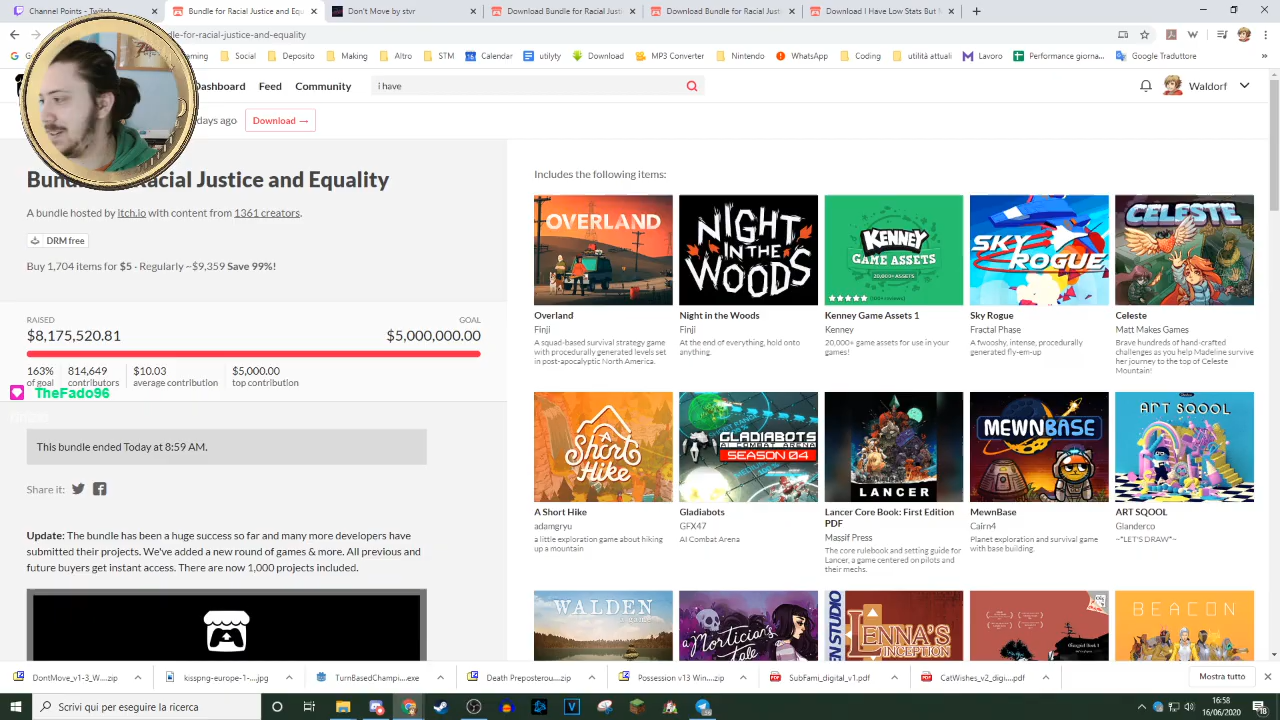 Channel Points - Twitch
Bundle for Racial Justice and Equ
Don't Move by stvr
Download Bundle for Racial Justic
Download Bundle for Racial Justic
Download I Have Low Stats But M
dle-for-racial-justice-and-equality
Social
Deposito
Making
Altro
STM
Calendar
utilyty
Download
MP3 Converter
Nintendo
WhatsApp
Coding
utilità attuali
Lavoro
Performance giorna...
Google Traduttore
Dashboard
Feed
Community
i have
Waldorf
days ago
Download →
Racial Justice and Equality
A bundle hosted by itch.io with content from 1361 creators.
DRM free
Buy 1,704 items for $5 · Regularly $9,359 Save 99%!
RAISED
GOAL
$8,175,520.81
$5,000,000.00
163%
of goal
814,649
contributors
$10.03
average contribution
$5,000.00
top contribution
TheFado96
This bundle ended Today at 8:59 AM.
Share it:
Update: The bundle has been a huge success so far and many more developers have
submitted their projects. We've added a new round of games & more. All previous and
future buyers get instant access. There are now 1,000 projects included.
Includes the following items:
OVERLAND
NIGHT
IN THE
WOODS
KENNEY
GAME ASSETS
20,000+ ASSETS
SKY
ROGUE
CELESTE
Overland
Finji
A squad-based survival strategy game
with procedurally generated levels set
in post-apocalyptic North America.
Night in the Woods
Finji
At the end of everything, hold onto
anything.
Kenney Game Assets 1
Kenney
20,000+ game assets for use in your
games!
Sky Rogue
Fractal Phase
A fwooshy, intense, procedurally
generated fly-em-up
Celeste
Matt Makes Games
Brave hundreds of hand-crafted
challenges as you help Madeline survive
her journey to the top of Celeste
Mountain!
A Short
Hike
GLADIABOTS
AI COMBAT ARENA
SEASON 04
LANCER
MEWNBASE
ART SQOOL
A Short Hike
adamgryu
a little exploration game about hiking
up a mountain
Gladiabots
GFX47
AI Combat Arena
Lancer Core Book: First Edition
PDF
Massif Press
The core rulebook and setting guide for
Lancer, a game centered on pilots and
their mechs.
MewnBase
Cairn4
Planet exploration and survival game
with base building.
ART SQOOL
Glanderco
~*LET'S DRAW*~
WALDEN
a Mortician's
tale
LENNA'S
INCEPTION
BEACON
DontMove_v1-3_W....zip
kisspng-europe-1-....jpg
TurnBasedChampi....exe
Death Preposterou....zip
Possession v13 Win....zip
SubFami_digital_v1.pdf
CatWishes_v2_digi....pdf
Mostra tutto
Scrivi qui per eseguire la ricerca
16:58
16/06/2020
18